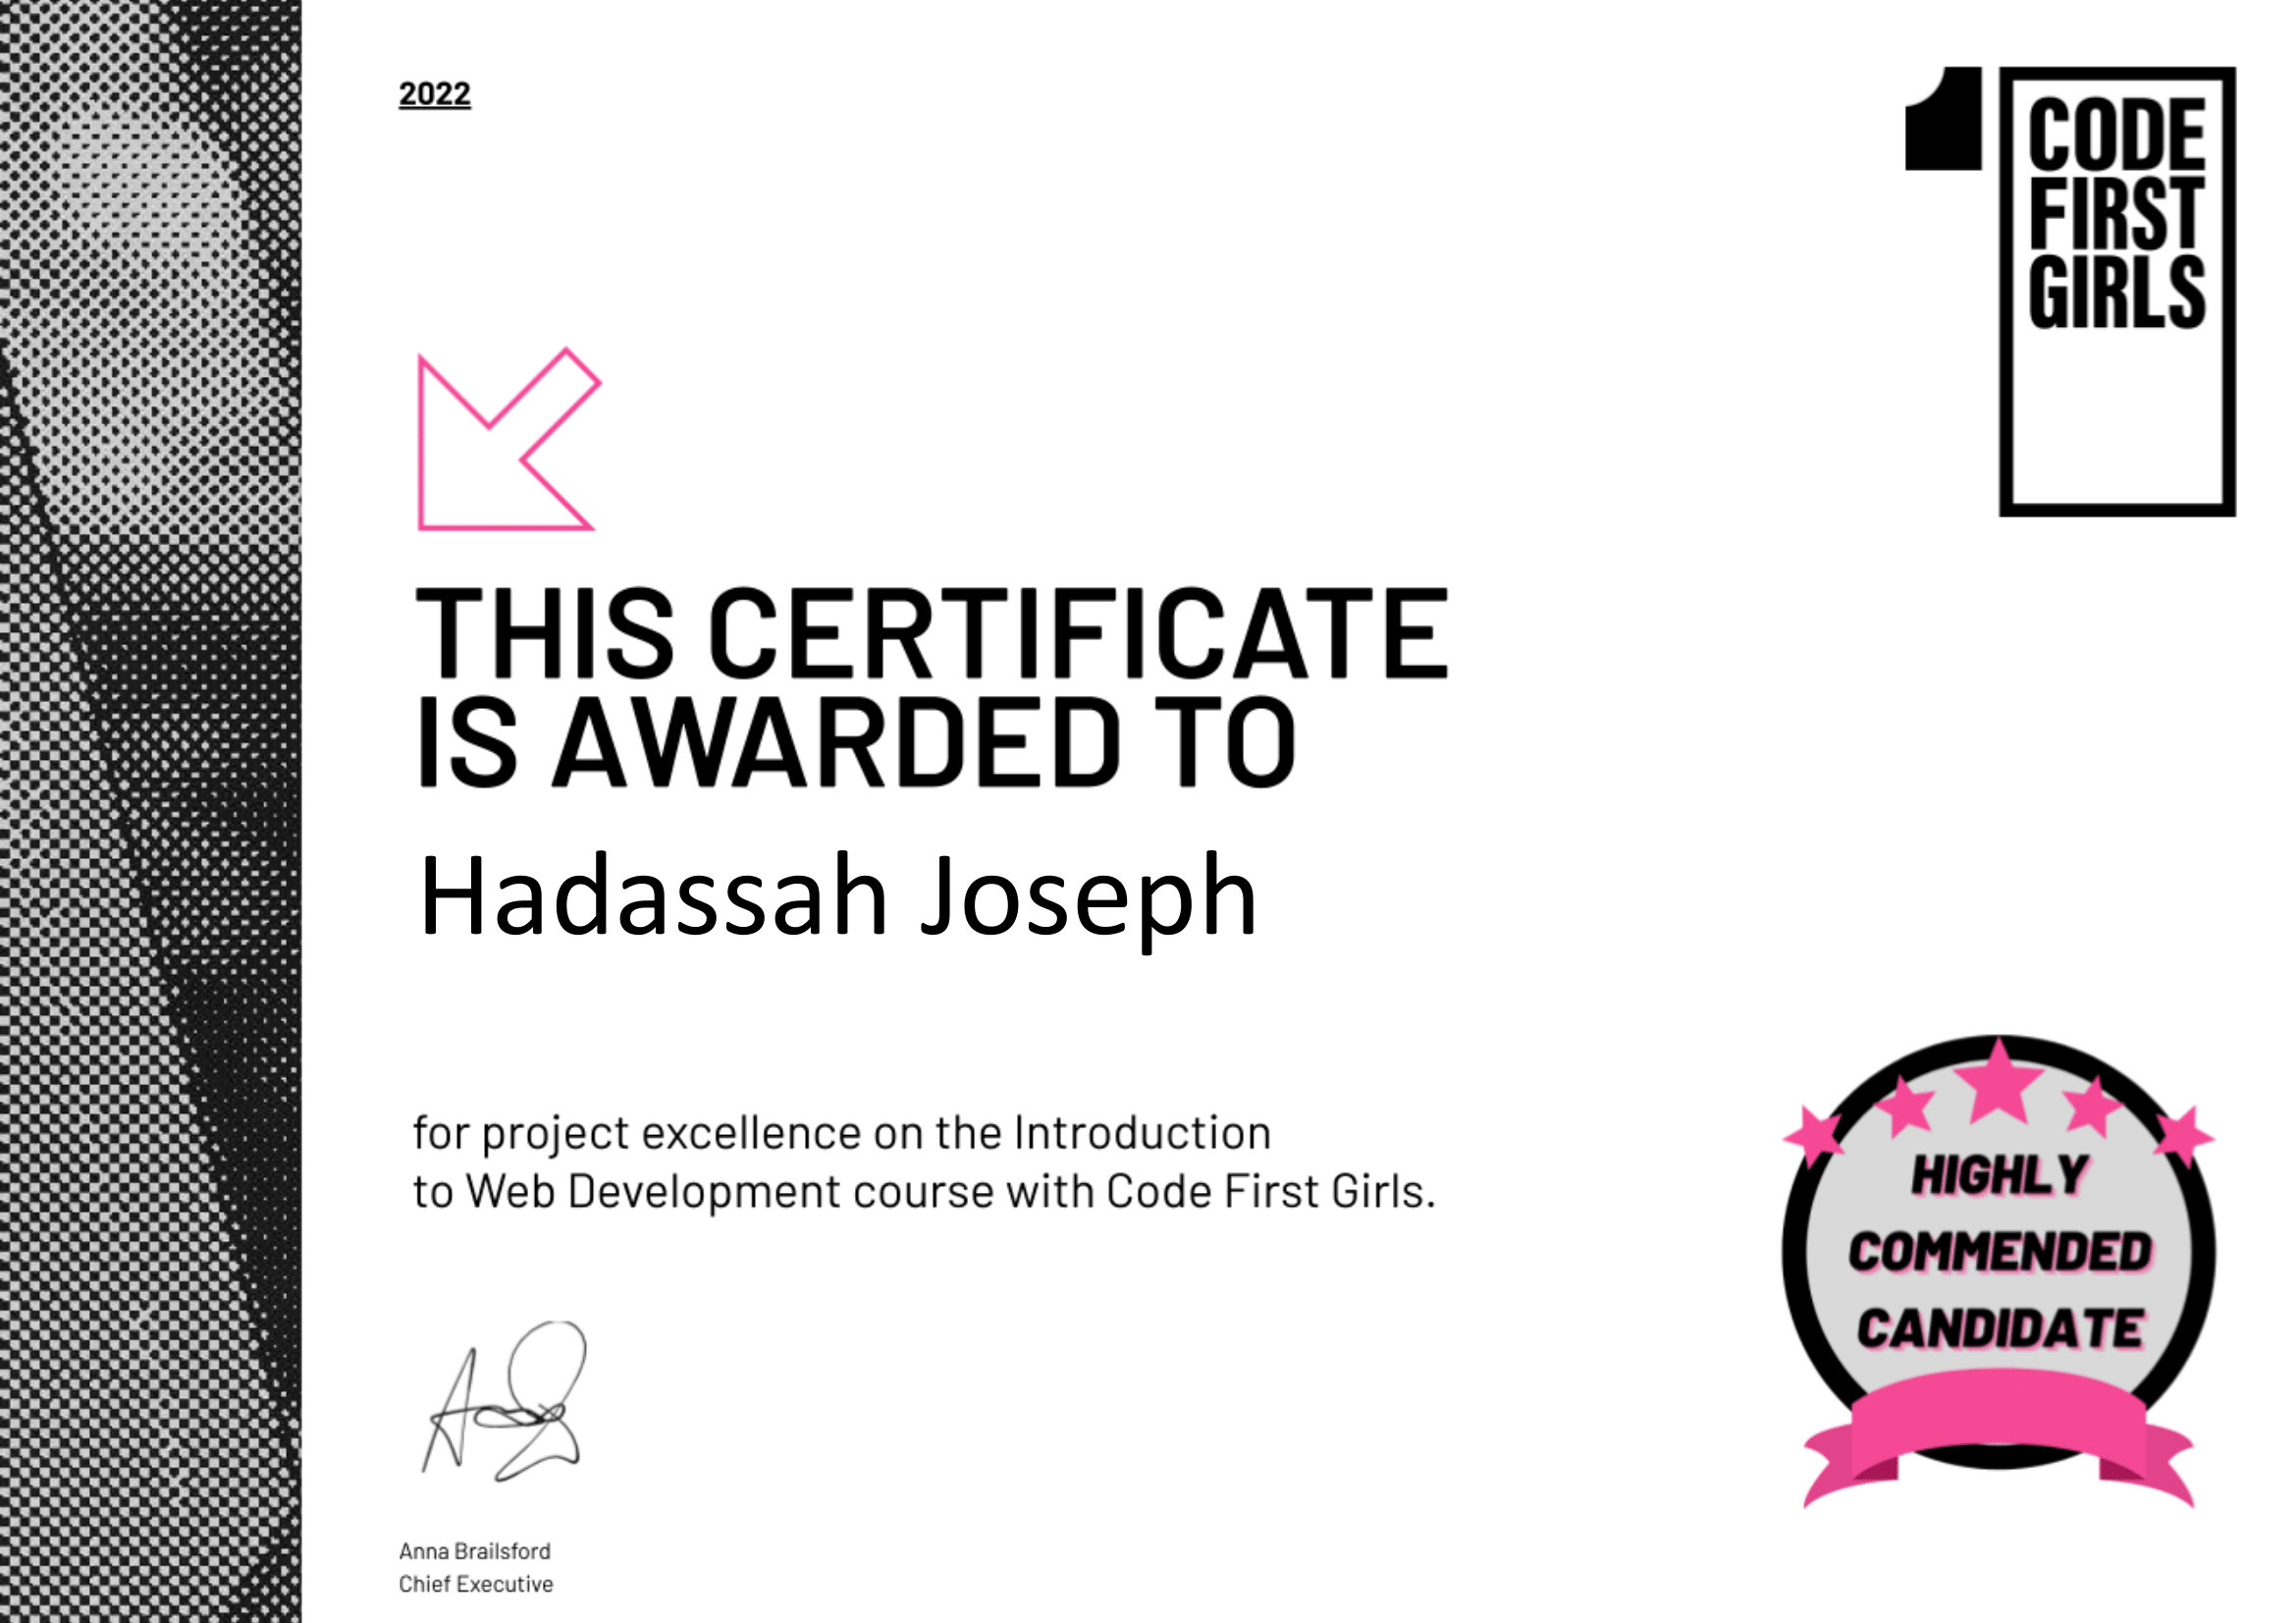 2022
CODE
FIRST
GIRLS
THIS CERTIFICATE
IS AWARDED TO
Hadassah Joseph
for project excellence on the Introduction
to Web Development course with Code First Girls.
HIGHLY
COMMENDED
CANDIDATE
Anna Brailsford
Chief Executive